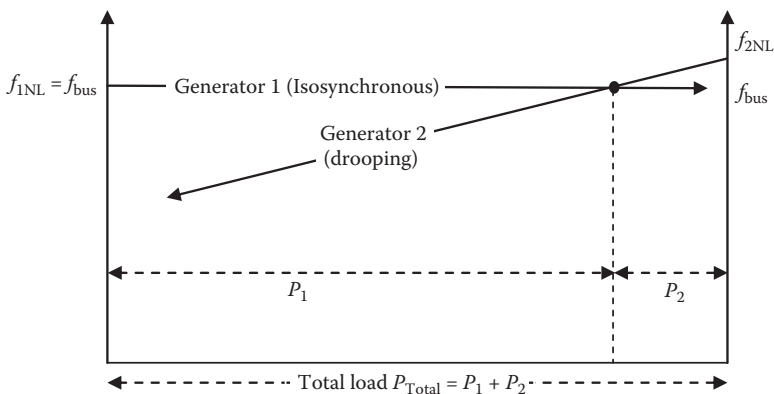 f2NL
f1NL = fbus
Generator 1 (Isosynchronous)
fbus
Generator 2
(drooping)
P1
P2
Total load PTotal = P1 + P2